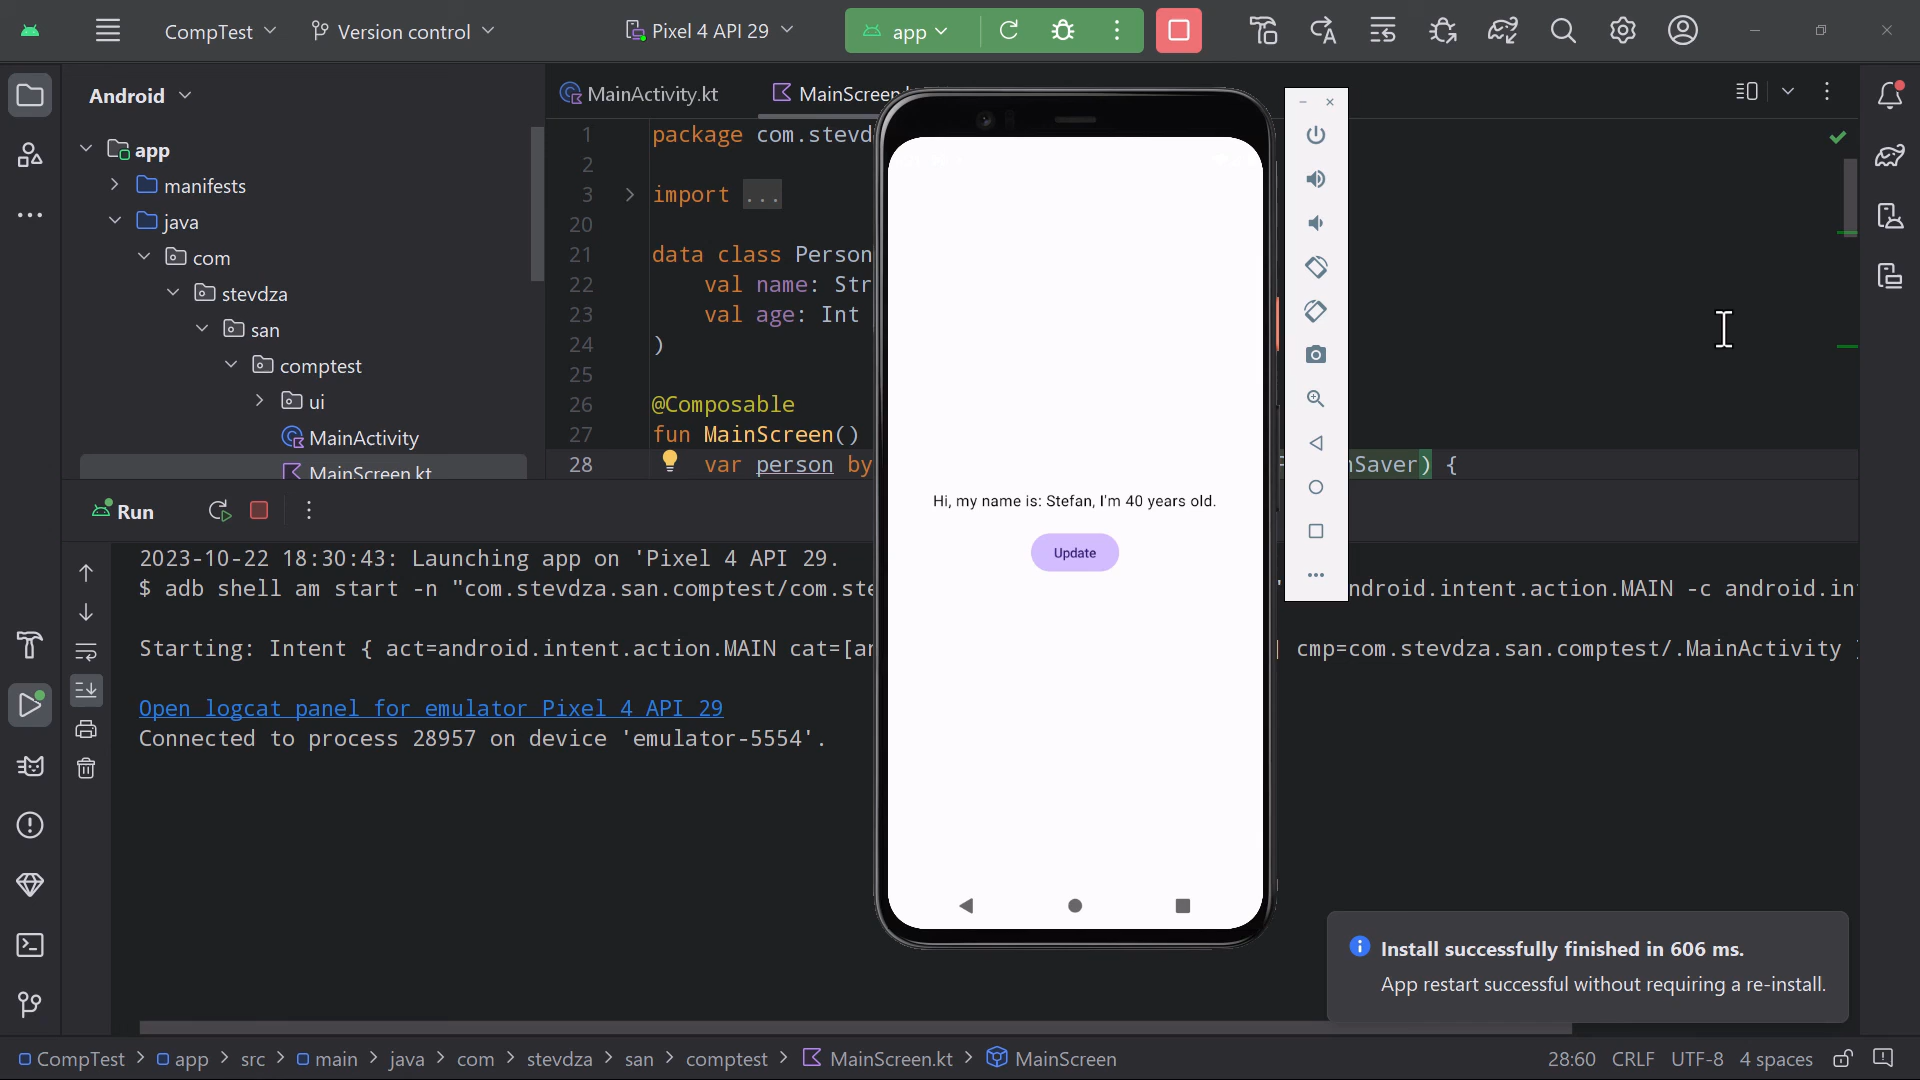 CompTest
Version control
Pixel 4 API 29
app
Android
MainActivity.kt
MainScreen
app
manifests
java
com
stevdza
san
comptest
ui
MainActivity
MainScreen.kt
1 package com.stevd
2
3 import ...
20
21 data class Person
22 val name: Str
23 val age: Int
24 )
25
26 @Composable
27 fun MainScreen()
28 var person by nSaver) {
Hi, my name is: Stefan, I'm 40 years old.
Update
Run
2023-10-22 18:30:43: Launching app on 'Pixel 4 API 29.
$ adb shell am start -n "com.stevdza.san.comptest/com.ste ndroid.intent.action.MAIN -c android.in
Starting: Intent { act=android.intent.action.MAIN cat=[ar cmp=com.stevdza.san.comptest/.MainActivity }
Open logcat panel for emulator Pixel 4 API 29
Connected to process 28957 on device 'emulator-5554'.
Install successfully finished in 606 ms.
App restart successful without requiring a re-install.
CompTest > app > src > main > java > com > stevdza > san > comptest > MainScreen.kt > MainScreen
28:60 CRLF UTF-8 4 spaces